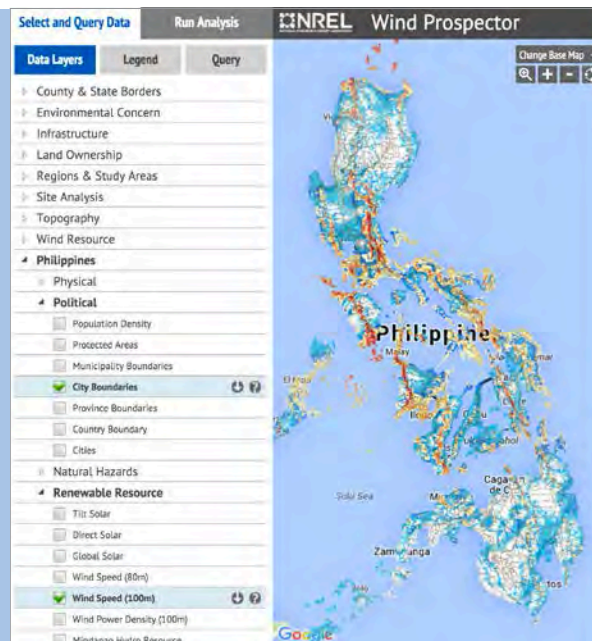 Select and Query Data
Run Analysis
NREL
Wind Prospector
Data Layers
Legend
Query
Change Base Map
County & State Borders
Environmental Concern
Infrastructure
Land Ownership
Regions & Study Areas
Site Analysis
Topography
Wind Resource
Philippines
Physical
Political
Population Density
Protected Areas
Municipality Boundaries
City Boundaries
Province Boundaries
Country Boundary
Cities
Natural Hazards
Renewable Resource
Tilt Solar
Direct Solar
Global Solar
Wind Speed (80m)
Wind Speed (100m)
Wind Power Density (100m)
Mindanao Hydro Resource
Philippine
Malay
Sulu Sea
Google